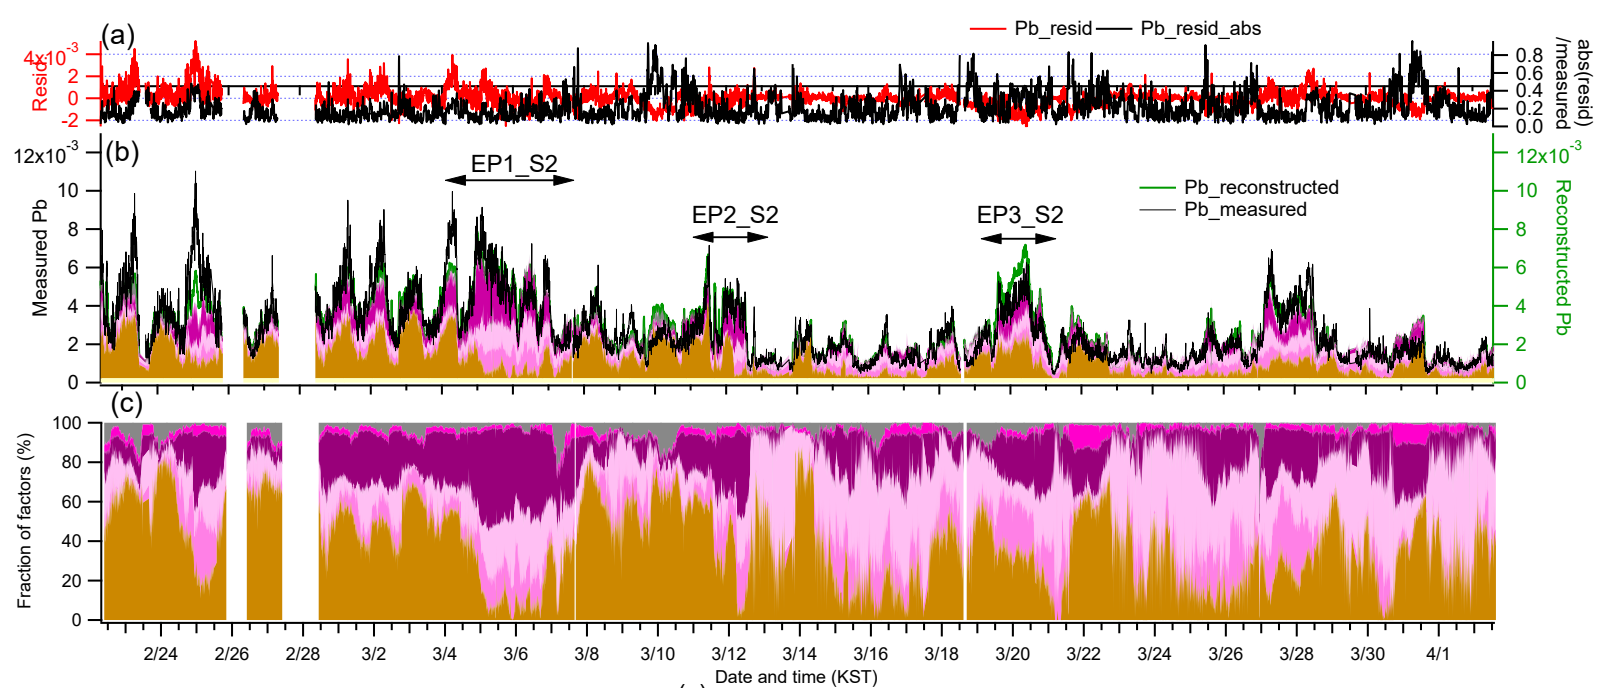 (a)
Pb_resid
Pb_resid_abs
4x10⁻³
2
0
-2
Resid
0.8
0.6
0.4
0.2
0.0
abs(resid)
/measured
(b)
12x10⁻³
10
8
6
4
2
0
Measured Pb
EP1_S2
EP2_S2
EP3_S2
Pb_reconstructed
Pb_measured
12x10⁻³
10
8
6
4
2
0
Reconstructed Pb
(c)
100
80
60
40
20
0
Fraction of factors (%)
2/24 2/26 2/28 3/2 3/4 3/6 3/8 3/10 3/12 3/14 3/16 3/18 3/20 3/22 3/24 3/26 3/28 3/30 4/1
Date and time (KST)